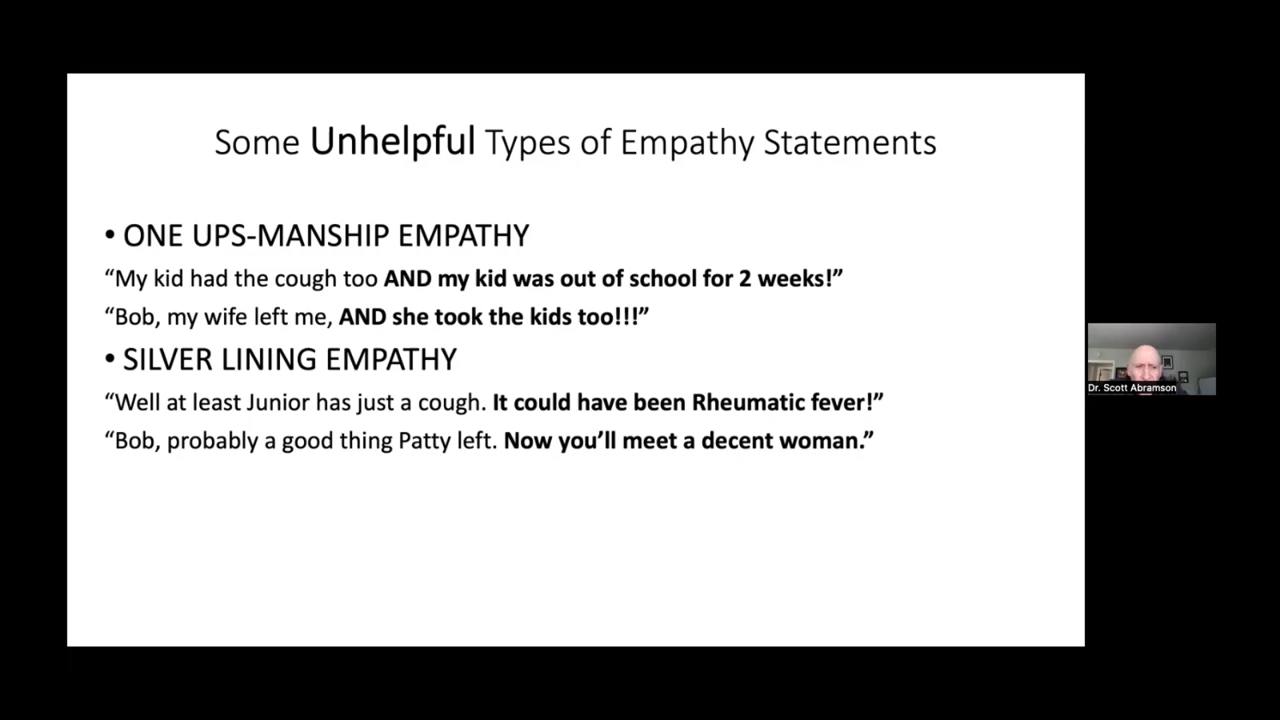 Some Unhelpful Types of Empathy Statements
• ONE UPS-MANSHIP EMPATHY
“My kid had the cough too AND my kid was out of school for 2 weeks!”
“Bob, my wife left me, AND she took the kids too!!!”
• SILVER LINING EMPATHY
“Well at least Junior has just a cough. It could have been Rheumatic fever!”
“Bob, probably a good thing Patty left. Now you’ll meet a decent woman.”
Dr. Scott Abramson